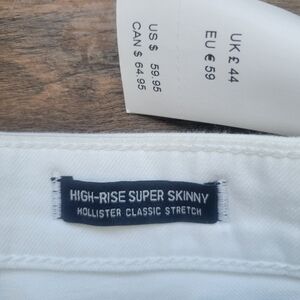 US $ 59.95
CAN $ 64.95
UK £ 44
EU € 59
HIGH-RISE SUPER SKINNY
HOLLISTER CLASSIC STRETCH